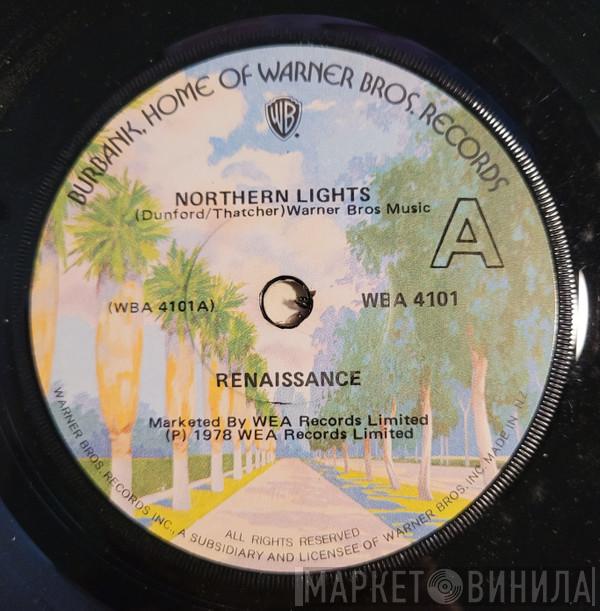 BURBANK, HOME OF WARNER BROS. RECORDS
WB
NORTHERN LIGHTS
(Dunford/Thatcher)Warner Bros Music
A
(WBA 4101A)
WBA 4101
RENAISSANCE
Marketed By WEA Records Limited
(P) 1978 WEA Records Limited
ALL RIGHTS RESERVED
WARNER BROS. RECORDS INC., A SUBSIDIARY AND LICENSEE OF WARNER BROS. INC. MADE IN NZ
МАРКЕТ ВИНИЛА